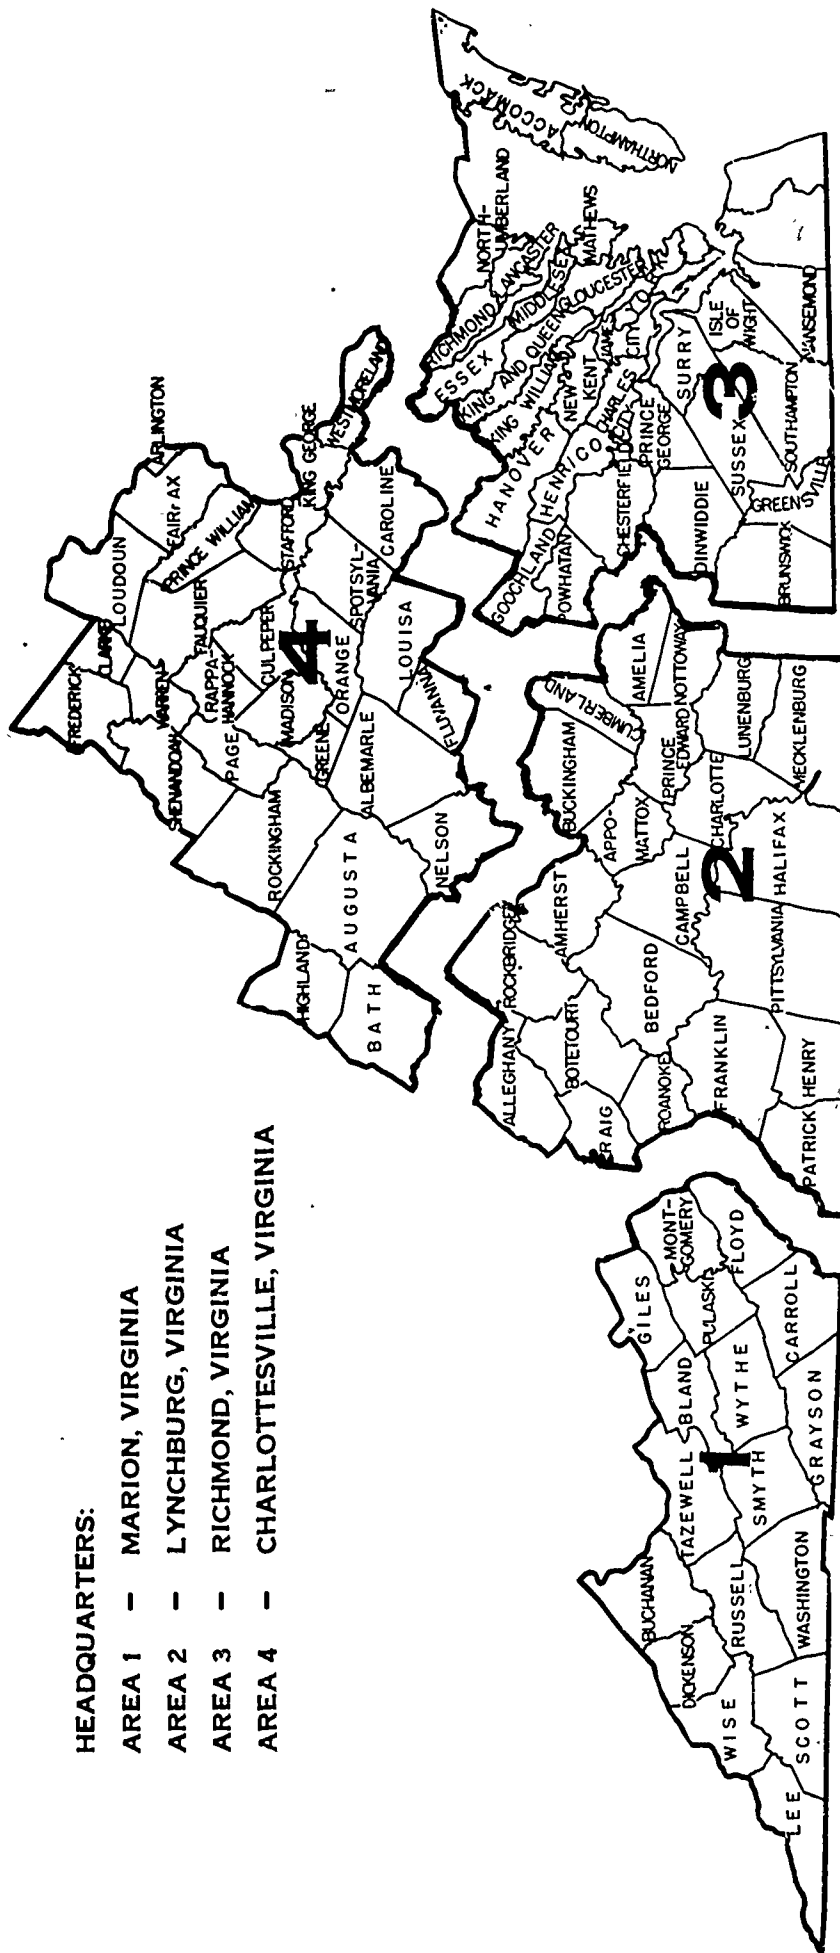 HEADQUARTERS:
AREA 1 – MARION, VIRGINIA
AREA 2 – LYNCHBURG, VIRGINIA
AREA 3 – RICHMOND, VIRGINIA
AREA 4 – CHARLOTTESVILLE, VIRGINIA
FREDERICK
CLARKE
LOUDOUN
ARLINGTON
FAIRFAX
PRINCE WILLIAM
FAUQUIER
WARREN
SHENANDOAH
RAPPA-
HANNOCK
PAGE
CULPEPER
MADISON
GREENE
ROCKINGHAM
4
STAFFORD
KING GEORGE
WESTMORELAND
ORANGE
SPOTSYL-
VANIA
CAROLINE
LOUISA
ALBEMARLE
FLUVANNA
AUGUSTA
NELSON
HIGHLAND
BATH
ALLEGHANY
ROCKBRIDGE
AMHERST
BOTETOURT
CRAIG
BEDFORD
ROANOKE
CAMPBELL
APPO-
MATTOX
BUCKINGHAM
CUMBERLAND
AMELIA
PRINCE
EDWARD
NOTTOWAY
CHARLOTTE
LUNENBURG
2
FRANKLIN
PATRICK
HENRY
PITTSYLVANIA
HALIFAX
MECKLENBURG
ACCOMACK
NORTHAMPTON
NORTH-
UMBERLAND
LANCASTER
RICHMOND
ESSEX
MIDDLESEX
MATHEWS
KING AND QUEEN
GLOUCESTER
KING WILLIAM
HANOVER
NEW
KENT
JAMES
CITY
YORK
CHARLES
CITY
HENRICO
GOOCHLAND
POWHATAN
CHESTERFIELD
PRINCE
GEORGE
SURRY
ISLE
OF
WIGHT
DINWIDDIE
SUSSEX
3
SOUTHAMPTON
NANSEMOND
GREENSVILLE
BRUNSWICK
GILES
MONT-
GOMERY
PULASKI
FLOYD
BLAND
WYTHE
CARROLL
TAZEWELL
1
SMYTH
GRAYSON
BUCHANAN
DICKENSON
RUSSELL
WASHINGTON
WISE
SCOTT
LEE